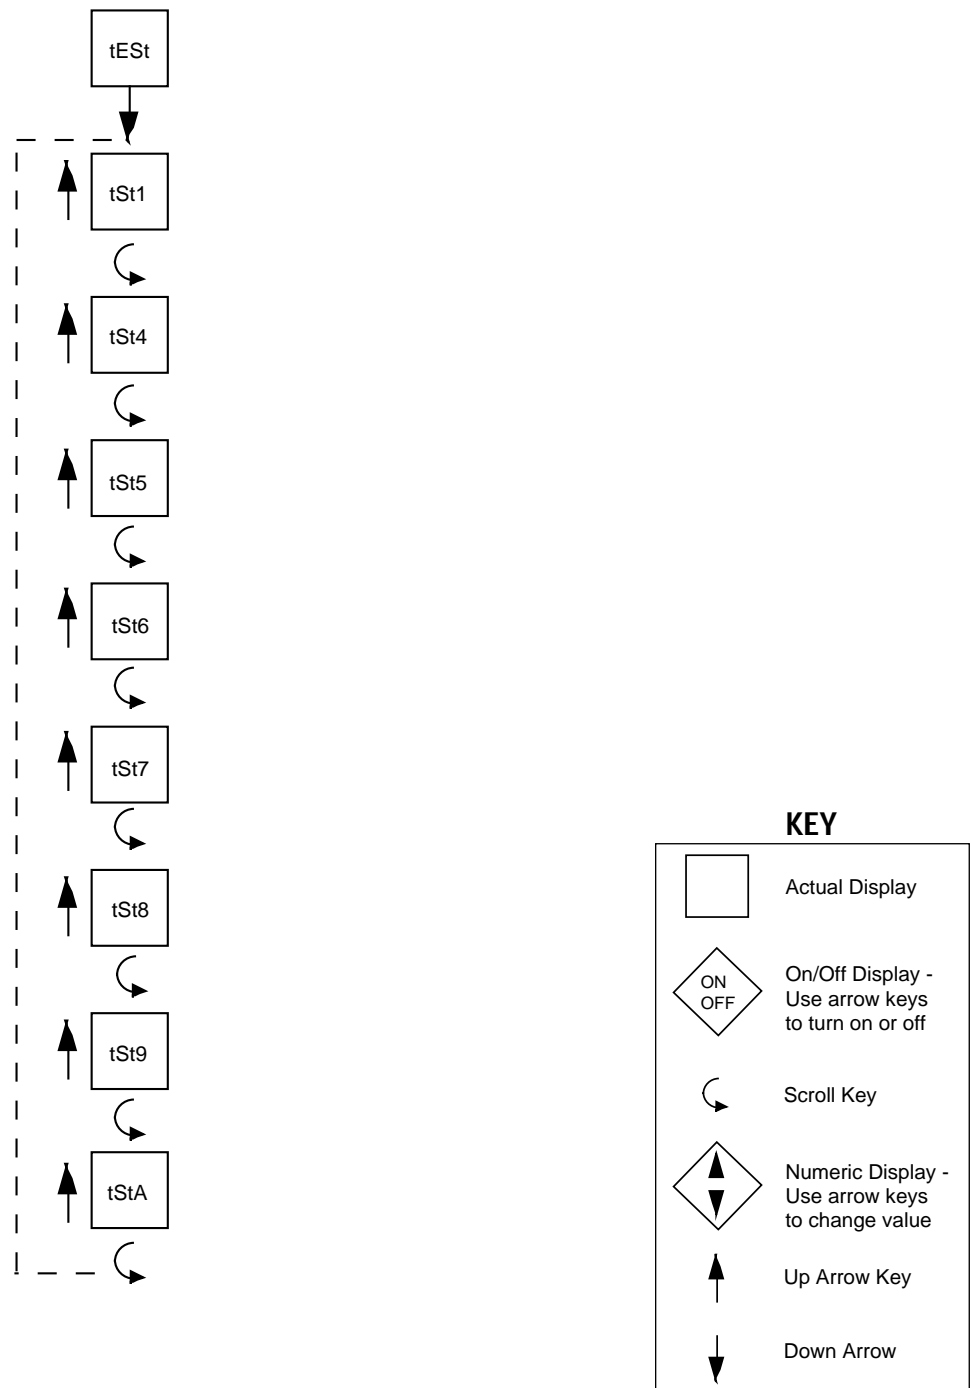 tESt
tSt1
tSt4
tSt5
tSt6
tSt7
tSt8
tSt9
tStA
KEY
Actual Display
ON
OFF
On/Off Display -
Use arrow keys
to turn on or off
Scroll Key
Numeric Display -
Use arrow keys
to change value
Up Arrow Key
Down Arrow